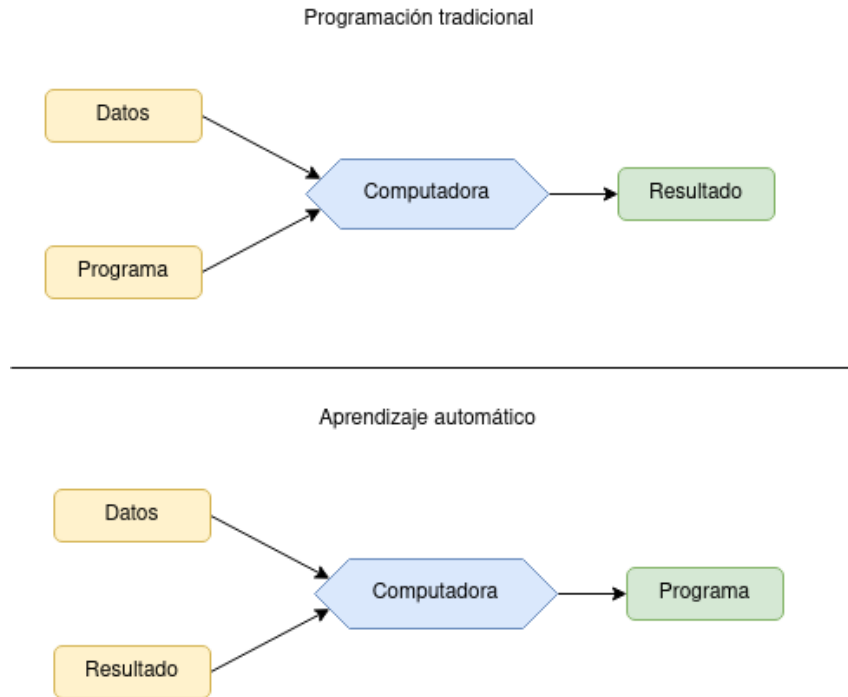 Programación tradicional
Datos
Programa
Computadora
Resultado
Aprendizaje automático
Datos
Resultado
Computadora
Programa